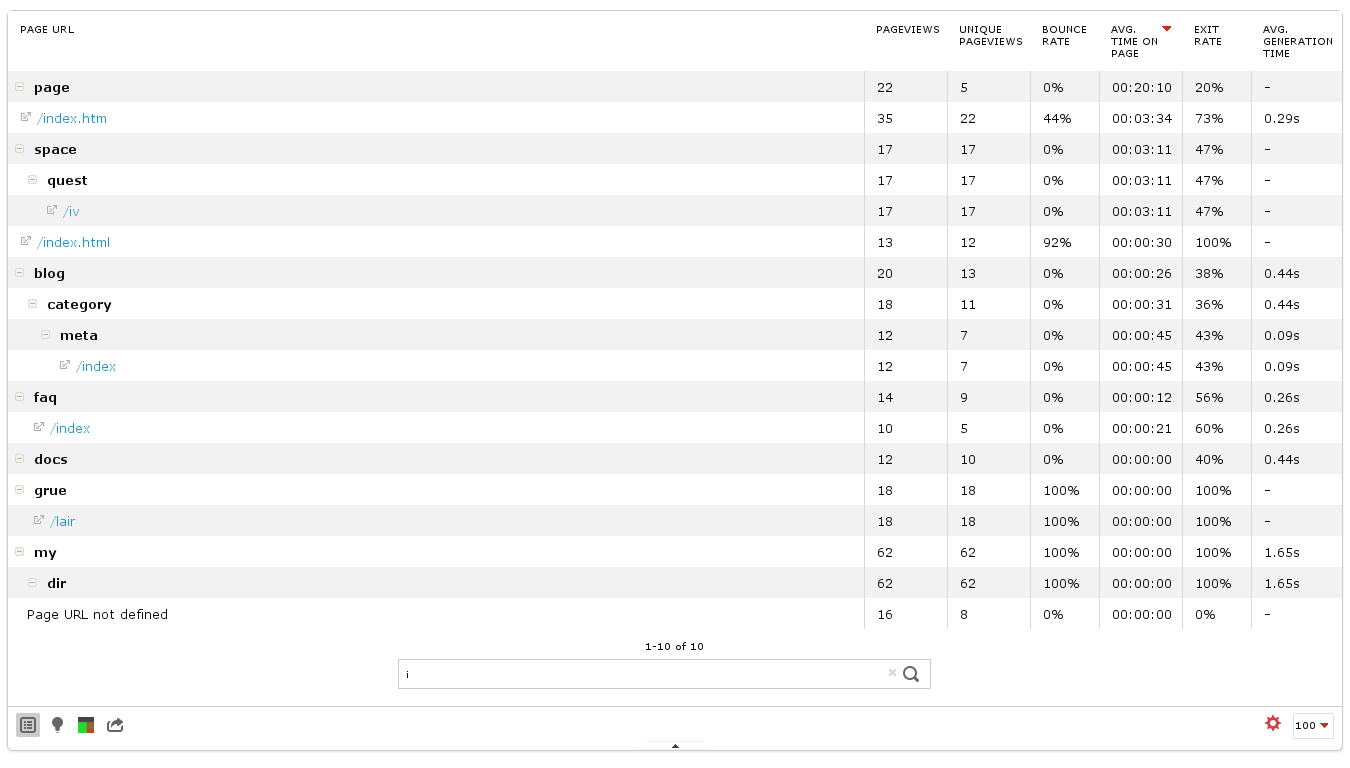 PAGE URL PAGEVIEWS UNIQUE PAGEVIEWS BOUNCE RATE AVG. TIME ON PAGE EXIT RATE AVG. GENERATION TIME
page 22 5 0% 00:20:10 20% -
/index.htm 35 22 44% 00:03:34 73% 0.29s
space 17 17 0% 00:03:11 47% -
quest 17 17 0% 00:03:11 47% -
/iv 17 17 0% 00:03:11 47% -
/index.html 13 12 92% 00:00:30 100% -
blog 20 13 0% 00:00:26 38% 0.44s
category 18 11 0% 00:00:31 36% 0.44s
meta 12 7 0% 00:00:45 43% 0.09s
/index 12 7 0% 00:00:45 43% 0.09s
faq 14 9 0% 00:00:12 56% 0.26s
/index 10 5 0% 00:00:21 60% 0.26s
docs 12 10 0% 00:00:00 40% 0.44s
grue 18 18 100% 00:00:00 100% -
/lair 18 18 100% 00:00:00 100% -
my 62 62 100% 00:00:00 100% 1.65s
dir 62 62 100% 00:00:00 100% 1.65s
Page URL not defined 16 8 0% 00:00:00 0% -
1-10 of 10
i
100